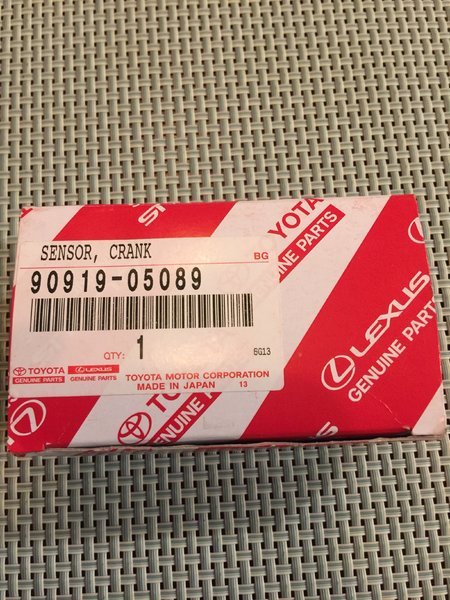 SENSOR, CRANK
BG
90919-05089
QTY: 1
6G13
TOYOTA
GENUINE PARTS
LEXUS
GENUINE PARTS
TOYOTA MOTOR CORPORATION
MADE IN JAPAN 13
TOYOTA
GENUINE PARTS
LEXUS
GENUINE PARTS